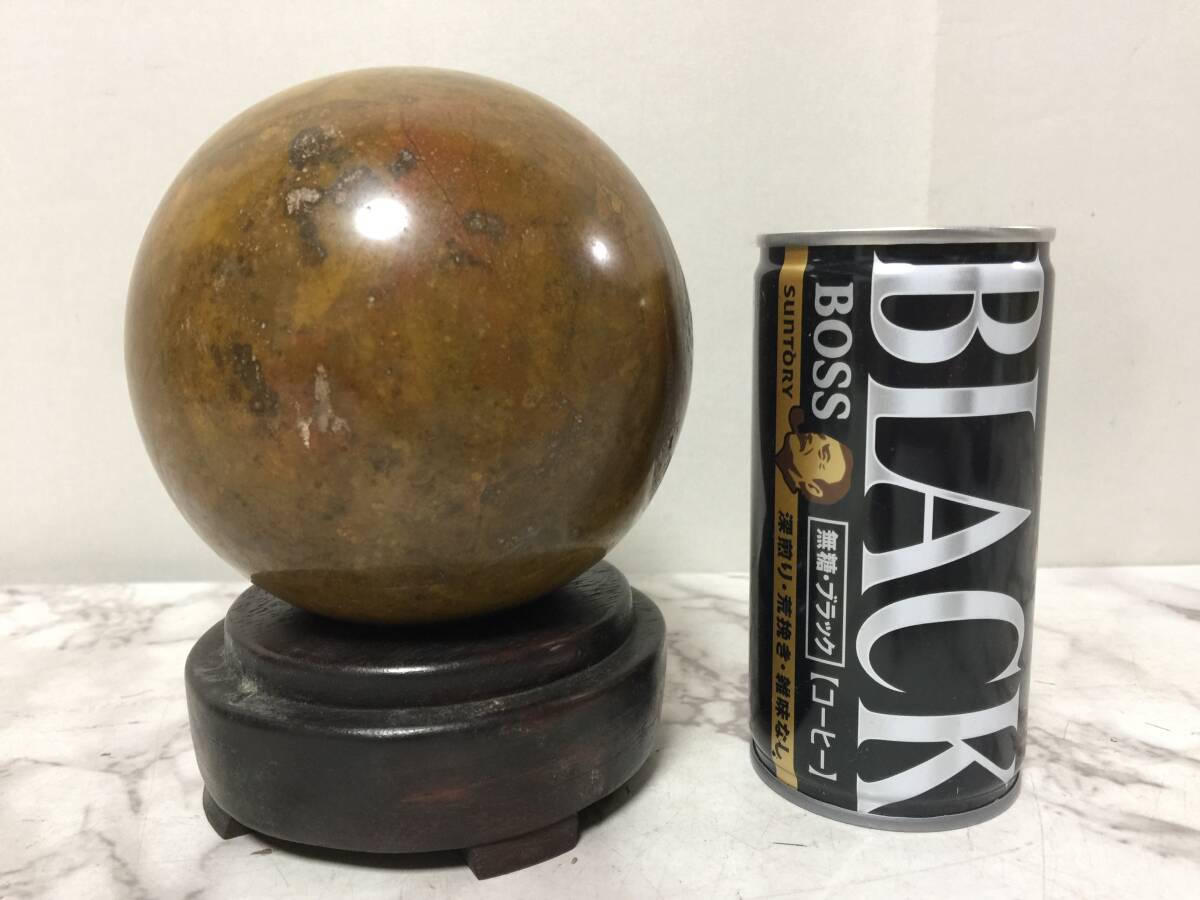 BLACK
BOSS
無糖・ブラック
【コーヒー】
SUNTORY
深煎り・荒挽き・雑味なし。